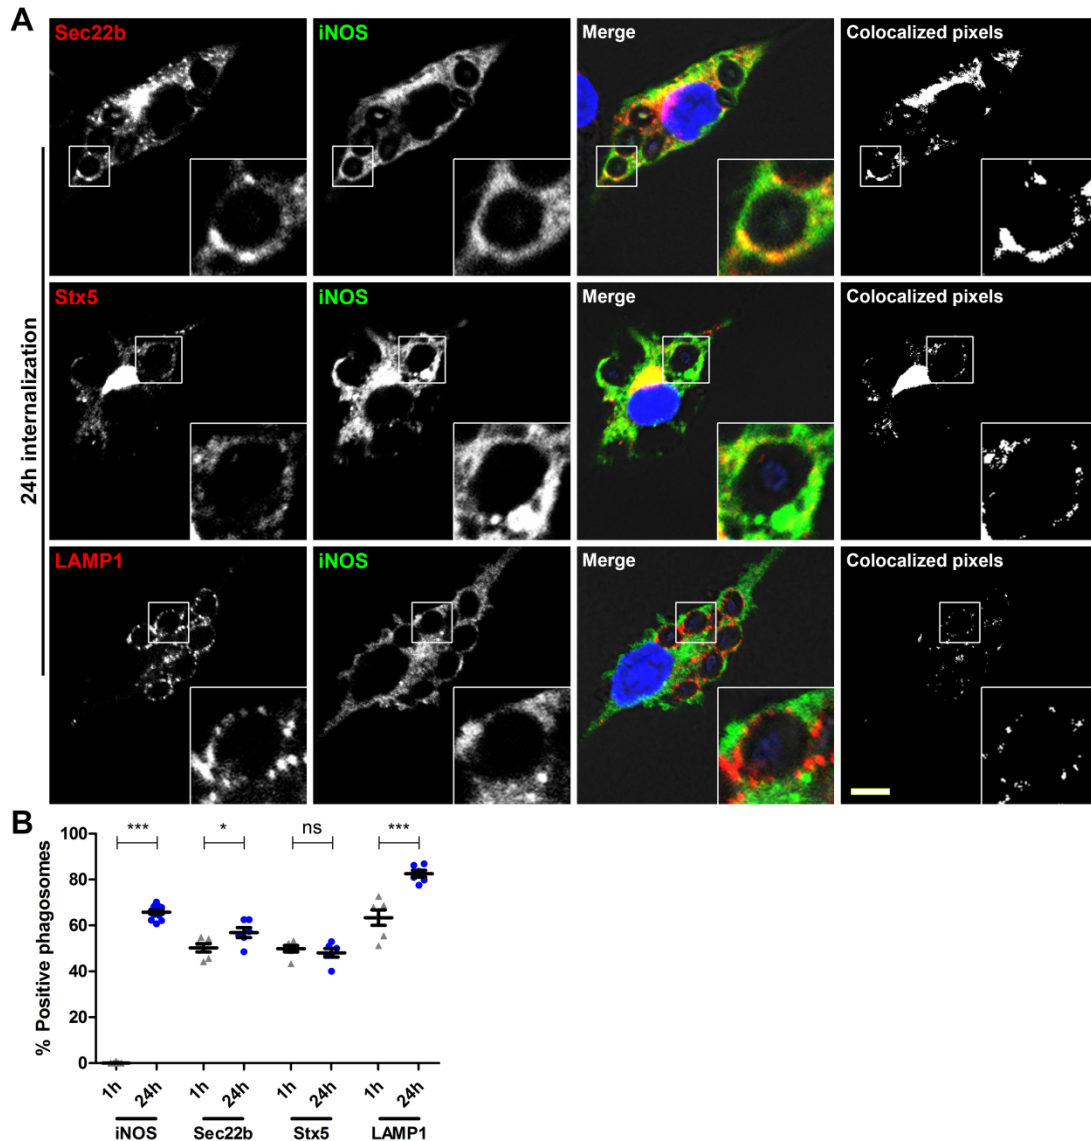 A
Sec22b
iNOS
Merge
Colocalized pixels
24h internalization
Stx5
iNOS
Merge
Colocalized pixels
LAMP1
iNOS
Merge
Colocalized pixels
B
*** * ns ***
% Positive phagosomes
100
80
60
40
20
0
1h 24h 1h 24h 1h 24h 1h 24h
iNOS Sec22b Stx5 LAMP1